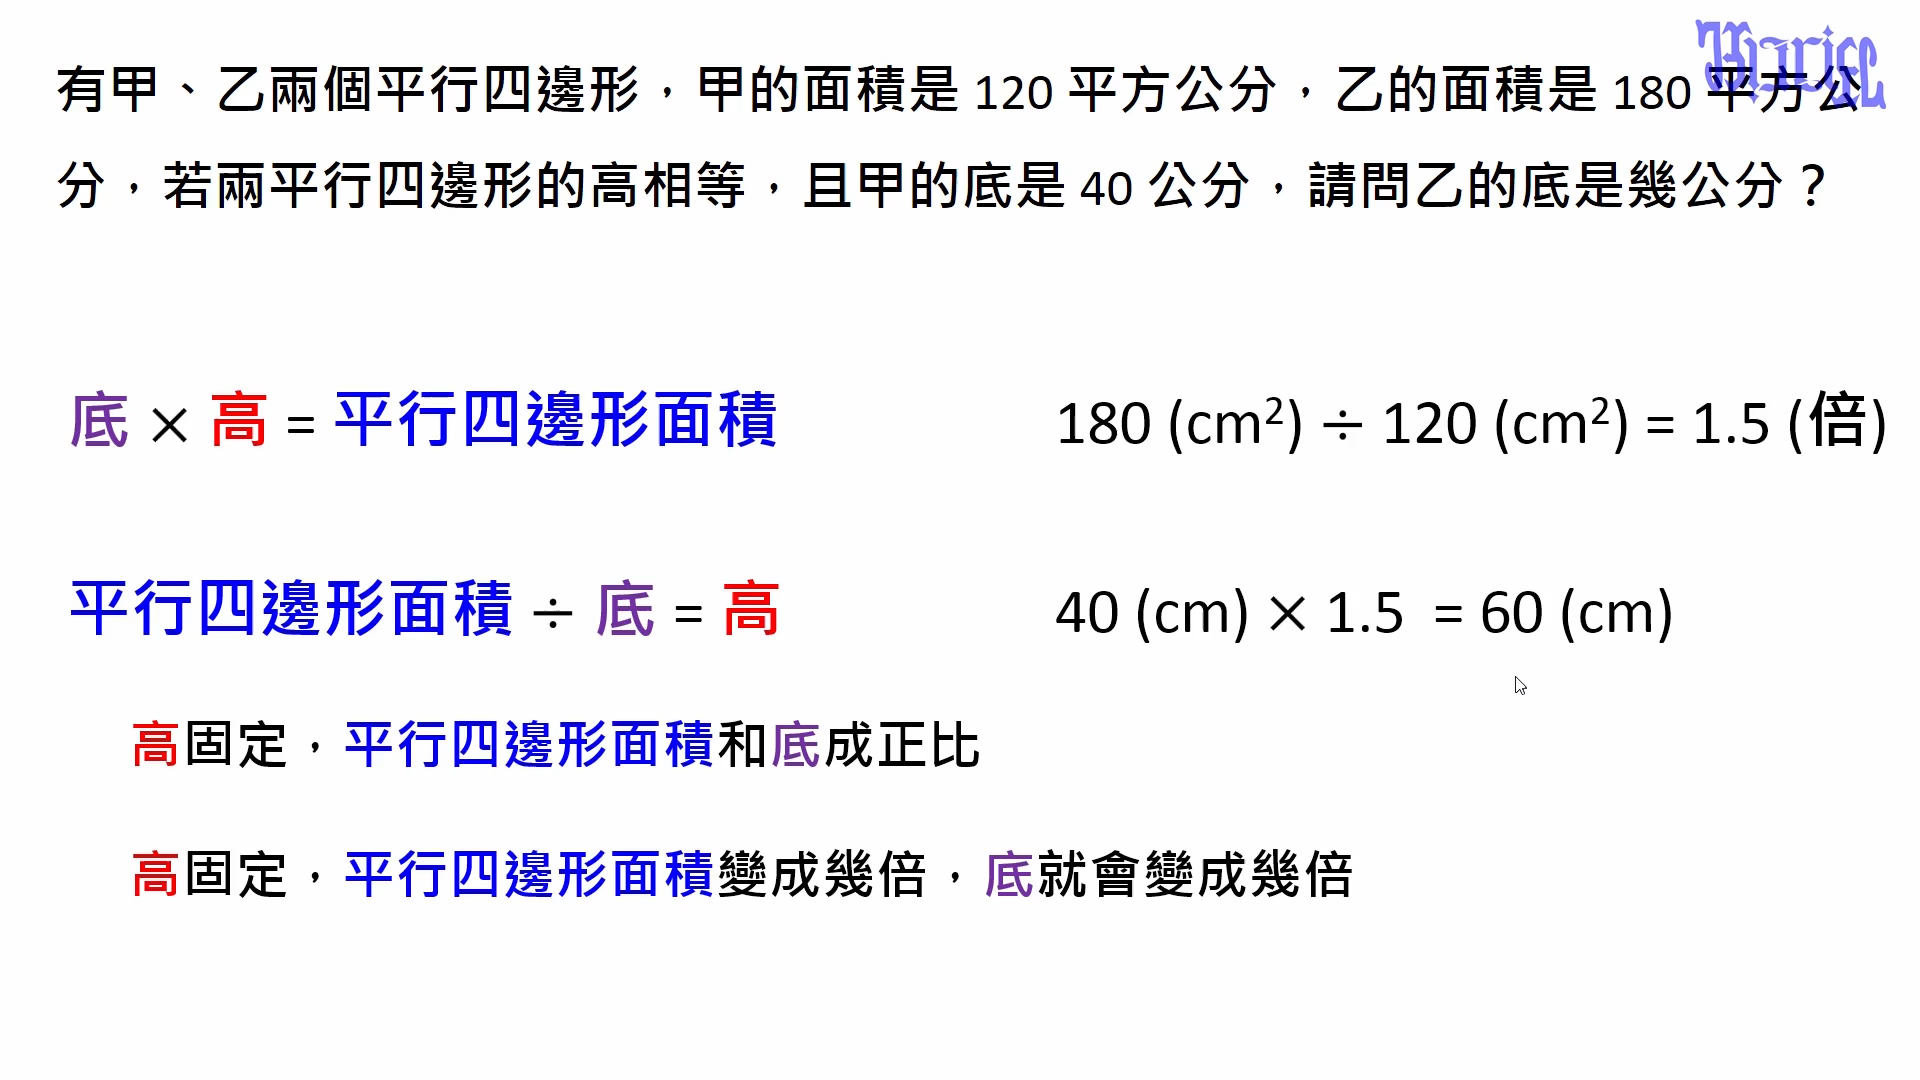 有甲、乙兩個平行四邊形，甲的面積是 120 平方公分，乙的面積是 180 平方公
分，若兩平行四邊形的高相等，且甲的底是 40 公分，請問乙的底是幾公分？
底 × 高 = 平行四邊形面積
180 (cm²) ÷ 120 (cm²) = 1.5 (倍)
平行四邊形面積 ÷ 底 = 高
40 (cm) × 1.5 = 60 (cm)
高固定，平行四邊形面積和底成正比
高固定，平行四邊形面積變成幾倍，底就會變成幾倍